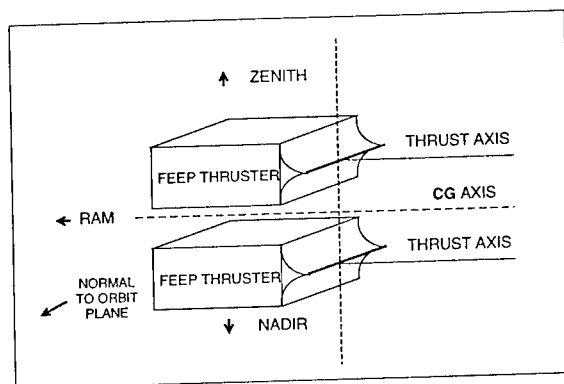 ZENITH
THRUST AXIS
FEEP THRUSTER
CG AXIS
RAM
THRUST AXIS
FEEP THRUSTER
NORMAL
TO ORBIT
PLANE
NADIR